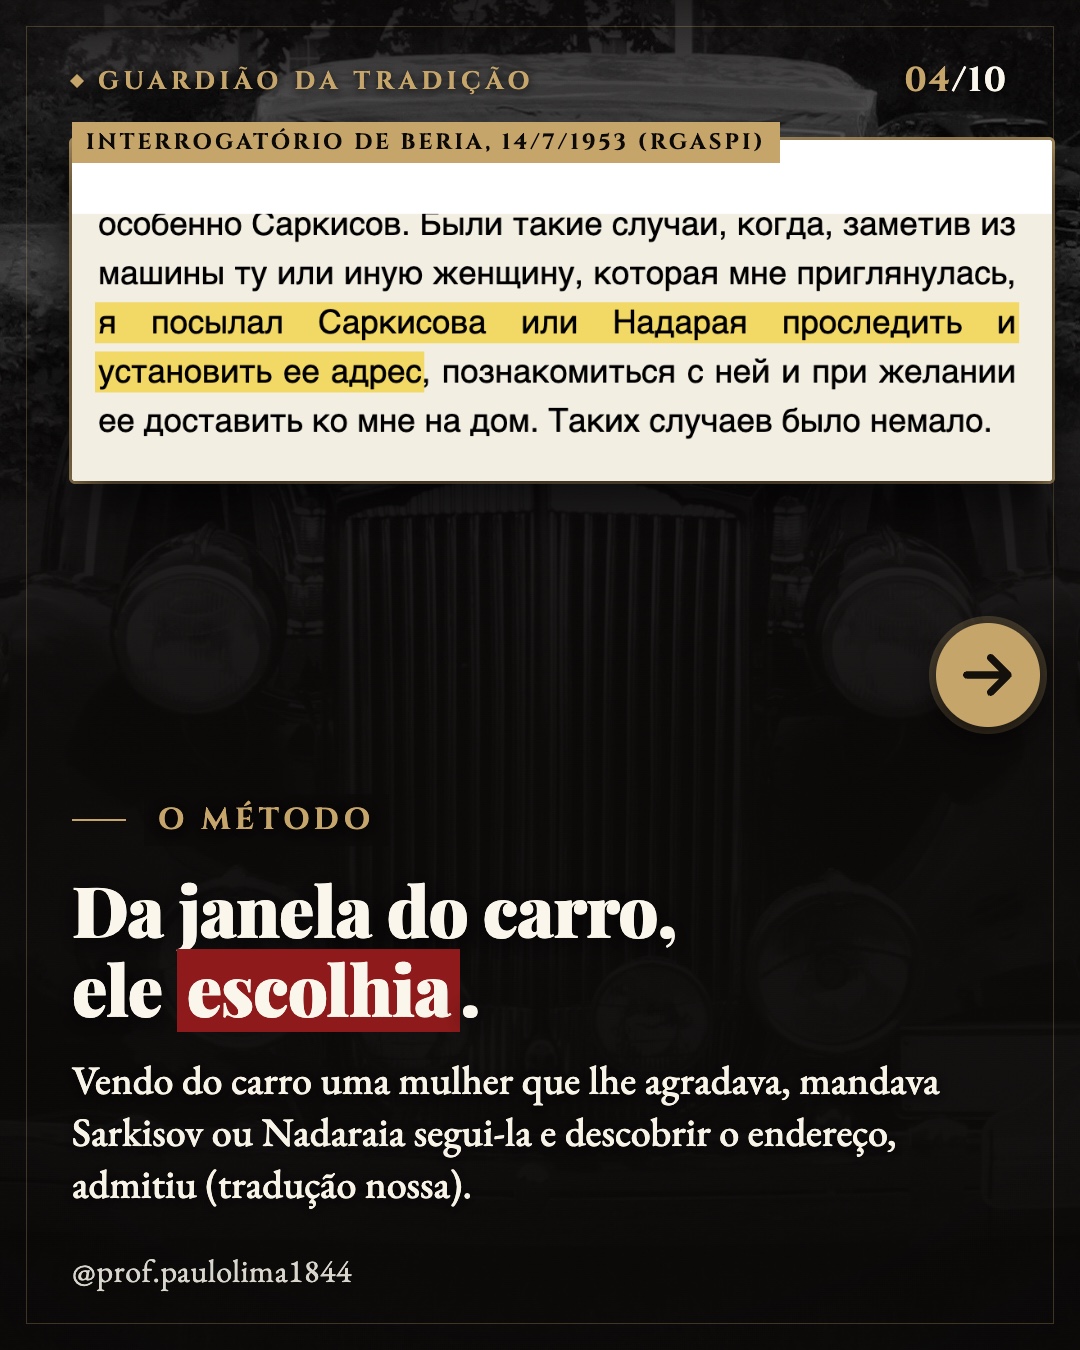 GUARDIÃO DA TRADIÇÃO
04/10
INTERROGATÓRIO DE BERIA, 14/7/1953 (RGASPI)
особенно Саркисов. Были такие случаи, когда, заметив из
машины ту или иную женщину, которая мне приглянулась,
я посылал Саркисова или Надарая проследить и
установить ее адрес, познакомиться с ней и при желании
ее доставить ко мне на дом. Таких случаев было немало.
O MÉTODO
Da janela do carro,
ele escolhia.
Vendo do carro uma mulher que lhe agradava, mandava
Sarkisov ou Nadaraia segui-la e descobrir o endereço,
admitiu (tradução nossa).
@prof.paulolima1844